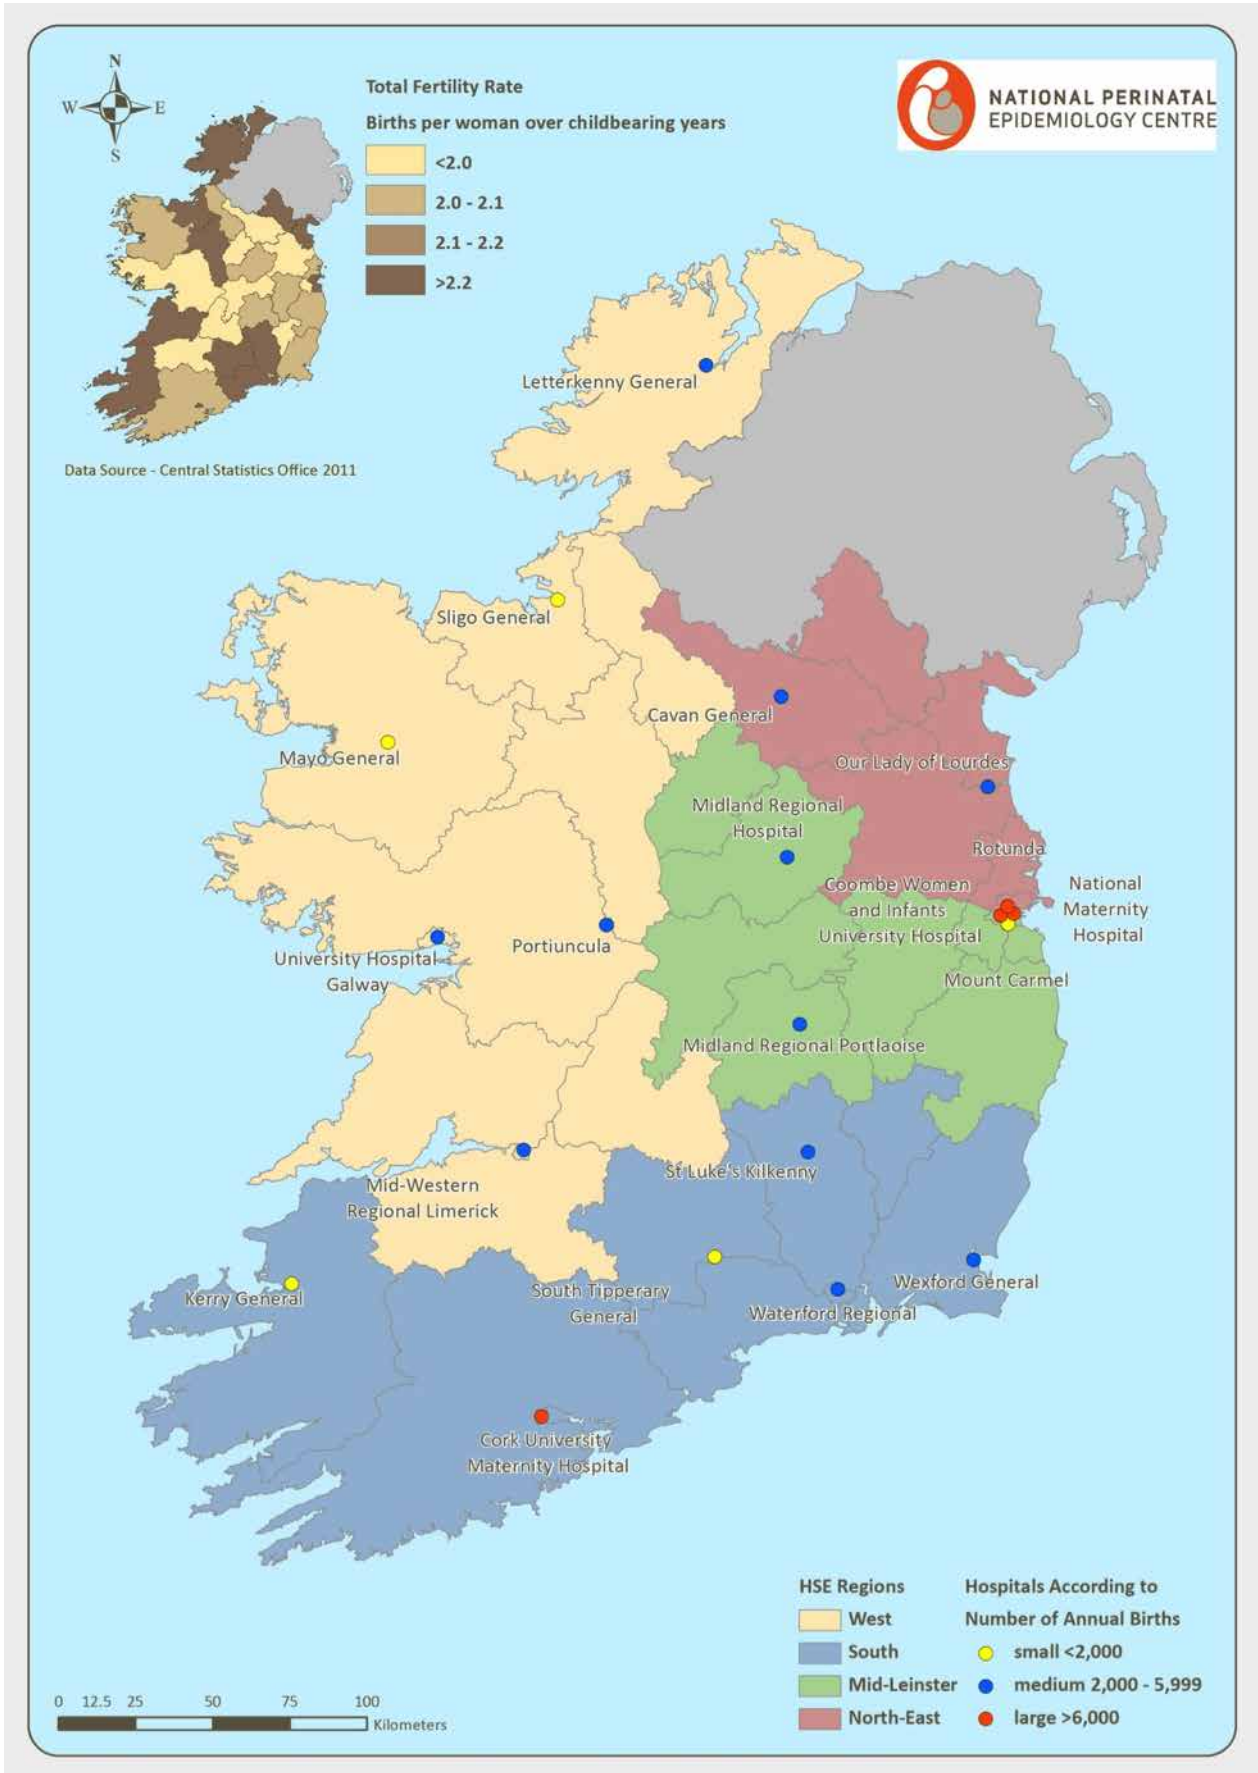 N
W
E
S
Total Fertility Rate
Births per woman over childbearing years
<2.0
2.0 - 2.1
2.1 - 2.2
>2.2
NATIONAL PERINATAL
EPIDEMIOLOGY CENTRE
Data Source - Central Statistics Office 2011
Letterkenny General
Sligo General
Cavan General
Mayo General
Our Lady of Lourdes
Midland Regional
Hospital
Rotunda
Coombe Women
and Infants
University Hospital
National
Maternity
Hospital
Portiuncula
University Hospital
Galway
Mount Carmel
Midland Regional Portlaoise
St Luke's Kilkenny
Mid-Western
Regional Limerick
Kerry General
South Tipperary
General
Wexford General
Waterford Regional
Cork University
Maternity Hospital
HSE Regions
West
South
Mid-Leinster
North-East
Hospitals According to
Number of Annual Births
small <2,000
medium 2,000 - 5,999
large >6,000
0 12.5 25 50 75 100
Kilometers